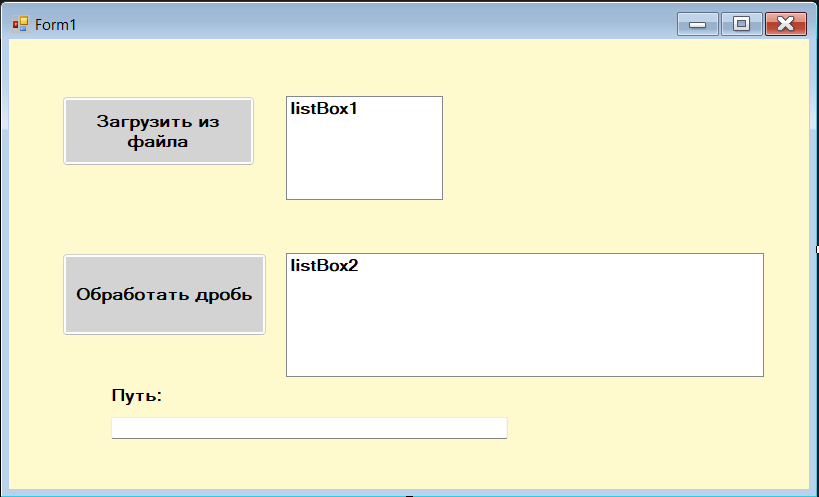 Form1
Загрузить из
файла
listBox1
Обработать дробь
listBox2
Путь: